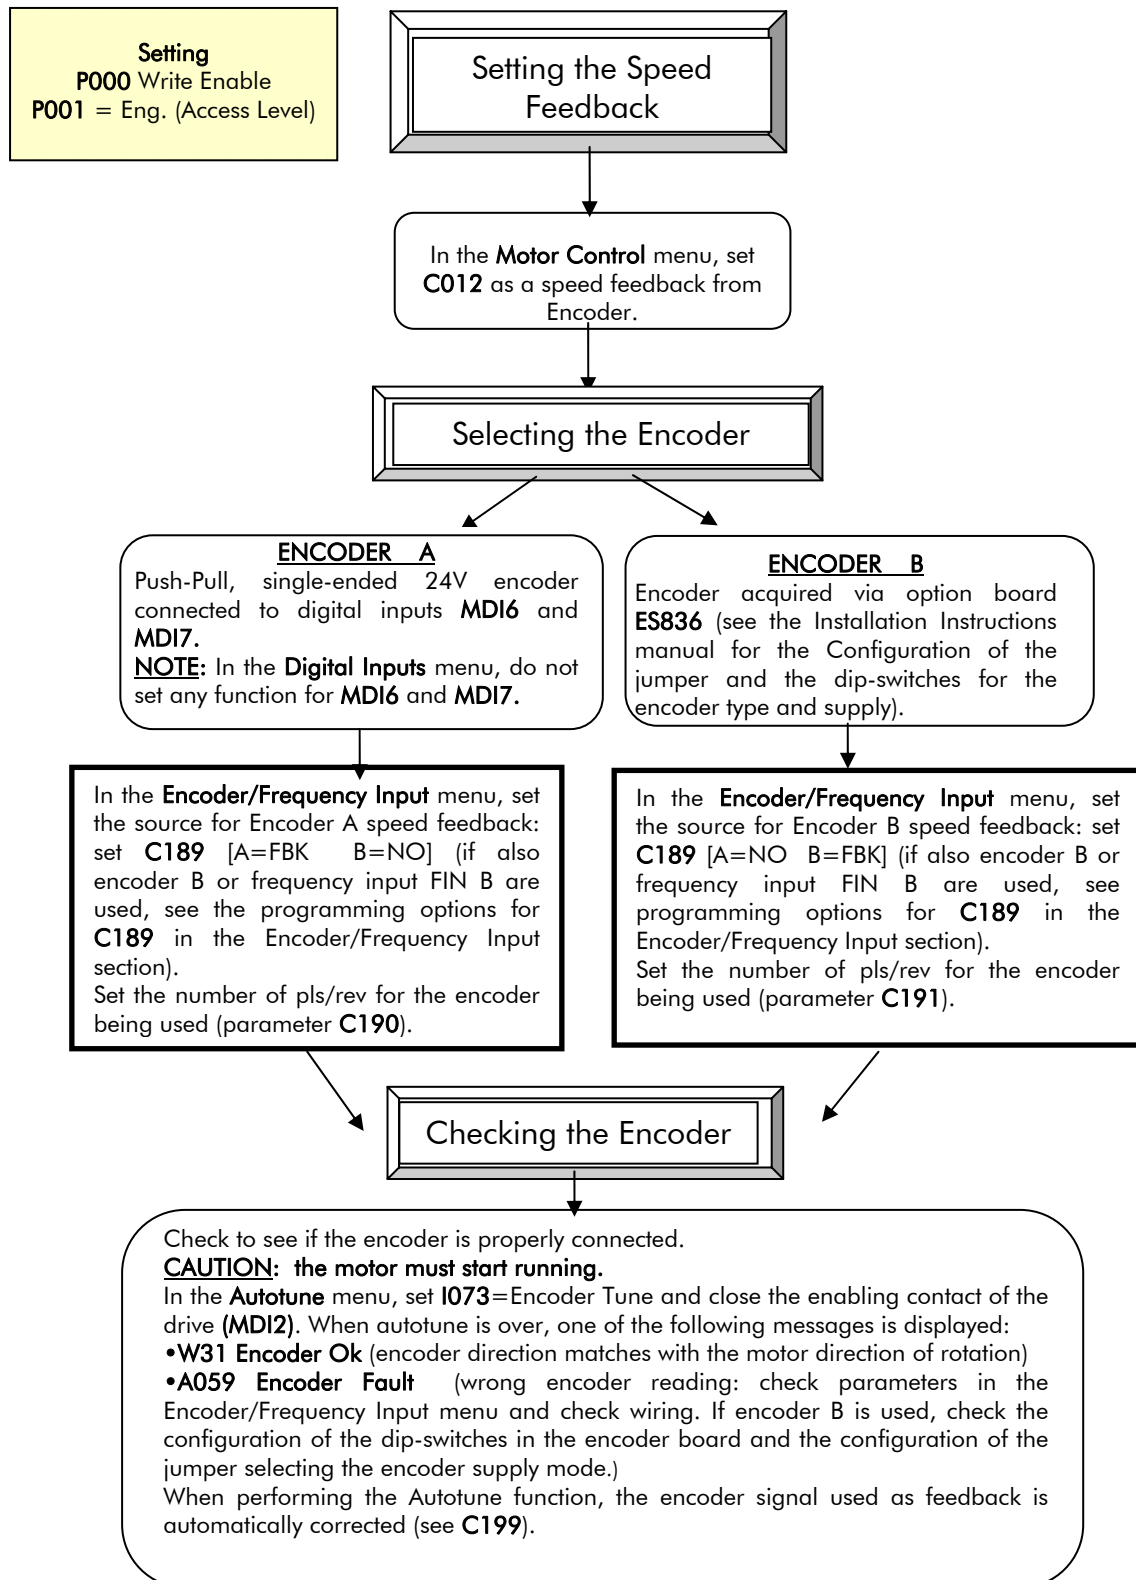 Setting
P000 Write Enable
P001 = Eng. (Access Level)
Setting the Speed
Feedback
In the Motor Control menu, set
C012 as a speed feedback from
Encoder.
Selecting the Encoder
ENCODER A
Push-Pull, single-ended 24V encoder
connected to digital inputs MDI6 and
MDI7.
NOTE: In the Digital Inputs menu, do not
set any function for MDI6 and MDI7.
ENCODER B
Encoder acquired via option board
ES836 (see the Installation Instructions
manual for the Configuration of the
jumper and the dip-switches for the
encoder type and supply).
In the Encoder/Frequency Input menu, set
the source for Encoder A speed feedback:
set C189 [A=FBK B=NO] (if also
encoder B or frequency input FIN B are
used, see the programming options for
C189 in the Encoder/Frequency Input
section).
Set the number of pls/rev for the encoder
being used (parameter C190).
In the Encoder/Frequency Input menu, set
the source for Encoder B speed feedback: set
C189 [A=NO B=FBK] (if also encoder B or
frequency input FIN B are used, see
programming options for C189 in the
Encoder/Frequency Input section).
Set the number of pls/rev for the encoder
being used (parameter C191).
Checking the Encoder
Check to see if the encoder is properly connected.
CAUTION: the motor must start running.
In the Autotune menu, set I073=Encoder Tune and close the enabling contact of the
drive (MDI2). When autotune is over, one of the following messages is displayed:
•W31 Encoder Ok (encoder direction matches with the motor direction of rotation)
•A059 Encoder Fault (wrong encoder reading: check parameters in the
Encoder/Frequency Input menu and check wiring. If encoder B is used, check the
configuration of the dip-switches in the encoder board and the configuration of the
jumper selecting the encoder supply mode.)
When performing the Autotune function, the encoder signal used as feedback is
automatically corrected (see C199).